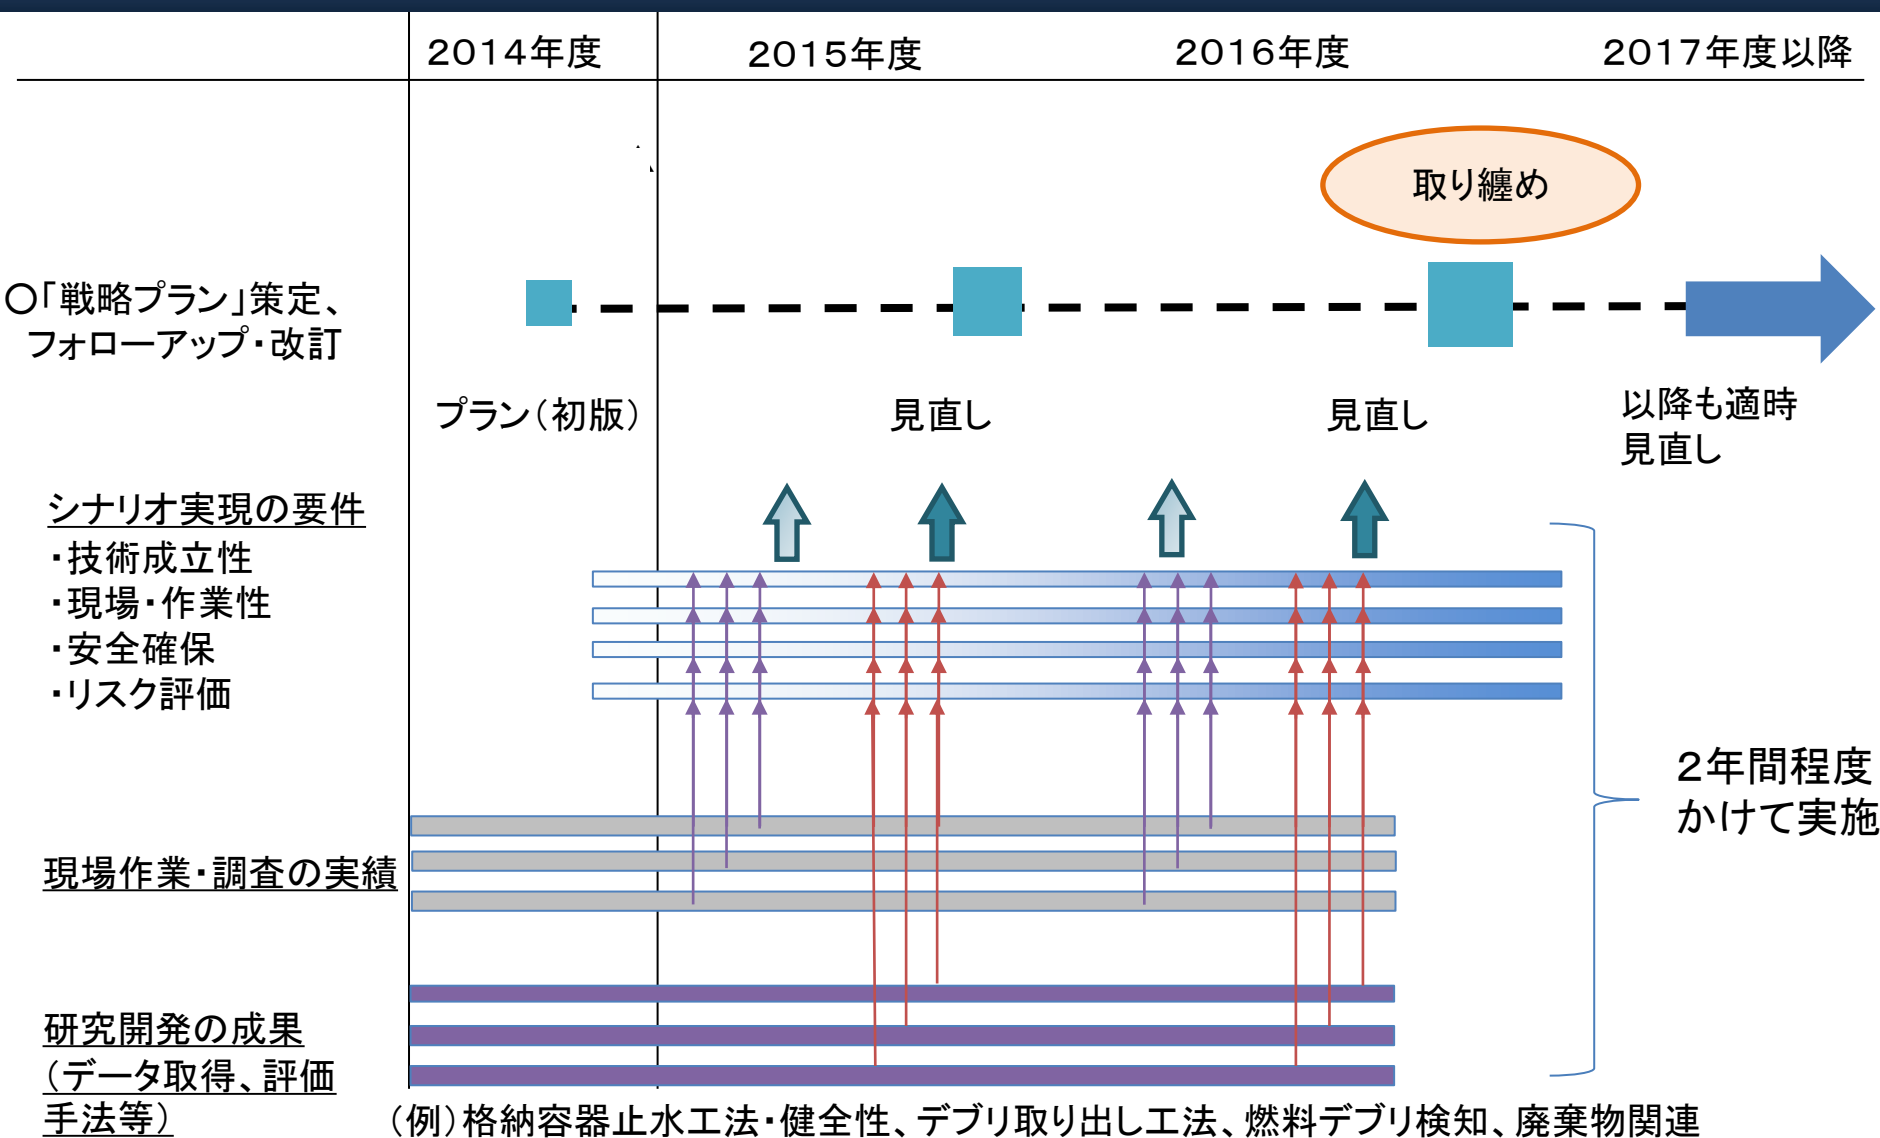 2014年度
2015年度
2016年度
2017年度以降
取り纏め
○「戦略プラン」策定、
フォローアップ・改訂
プラン（初版）
見直し
見直し
以降も適時
見直し
シナリオ実現の要件
・技術成立性
・現場・作業性
・安全確保
・リスク評価
2年間程度
かけて実施
現場作業・調査の実績
研究開発の成果
（データ取得、評価
手法等）
（例）格納容器止水工法・健全性、デブリ取り出し工法、燃料デブリ検知、廃棄物関連